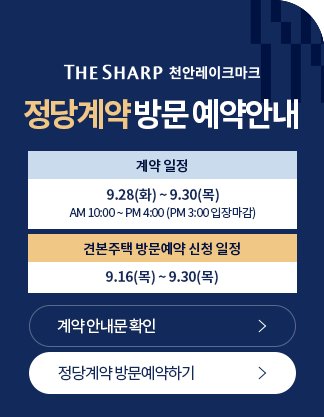 THE SHARP 천안레이크마크
정당계약 방문 예약안내
계약 일정
9.28(화) ~ 9.30(목)
AM 10:00 ~ PM 4:00 (PM 3:00 입장마감)
견본주택 방문예약 신청 일정
9.16(목) ~ 9.30(목)
계약 안내문 확인
정당계약 방문예약하기